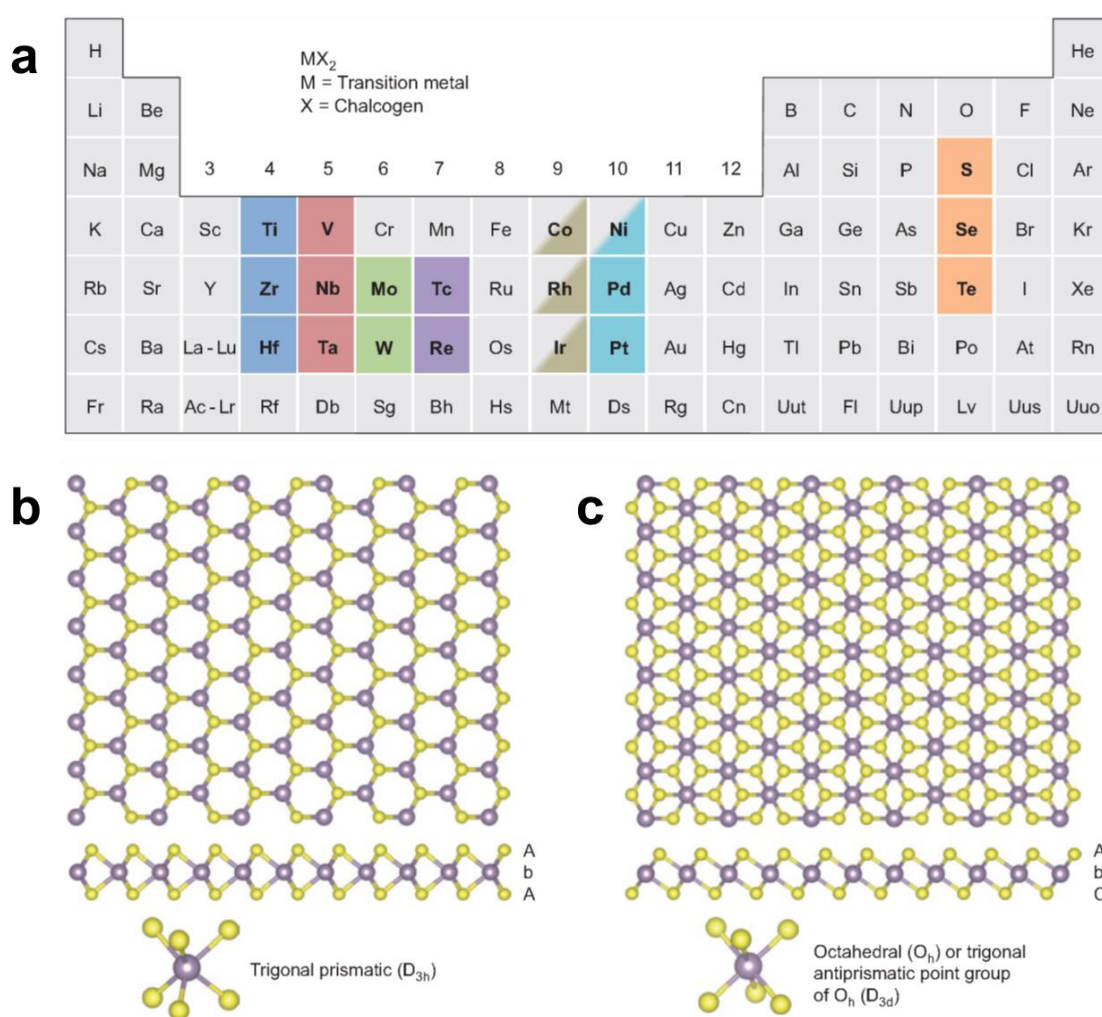 a
H He
MX2
M = Transition metal
X = Chalcogen
Li Be B C N O F Ne
Na Mg 3 4 5 6 7 8 9 10 11 12 Al Si P S Cl Ar
K Ca Sc Ti V Cr Mn Fe Co Ni Cu Zn Ga Ge As Se Br Kr
Rb Sr Y Zr Nb Mo Tc Ru Rh Pd Ag Cd In Sn Sb Te I Xe
Cs Ba La - Lu Hf Ta W Re Os Ir Pt Au Hg Tl Pb Bi Po At Rn
Fr Ra Ac - Lr Rf Db Sg Bh Hs Mt Ds Rg Cn Uut Fl Uup Lv Uus Uuo
b
A
b
A
Trigonal prismatic (D3h)
c
A
b
C
Octahedral (Oh) or trigonal
antiprismatic point group
of Oh (D3d)